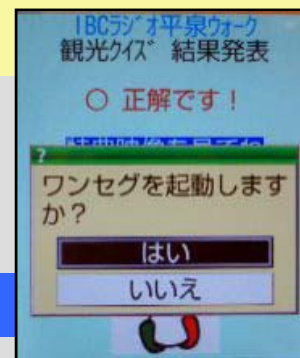 IBCラジオ平泉ウォーク
観光クイズ 結果発表
○ 正解です!
?
ワンセグを起動します
か?
はい
いいえ